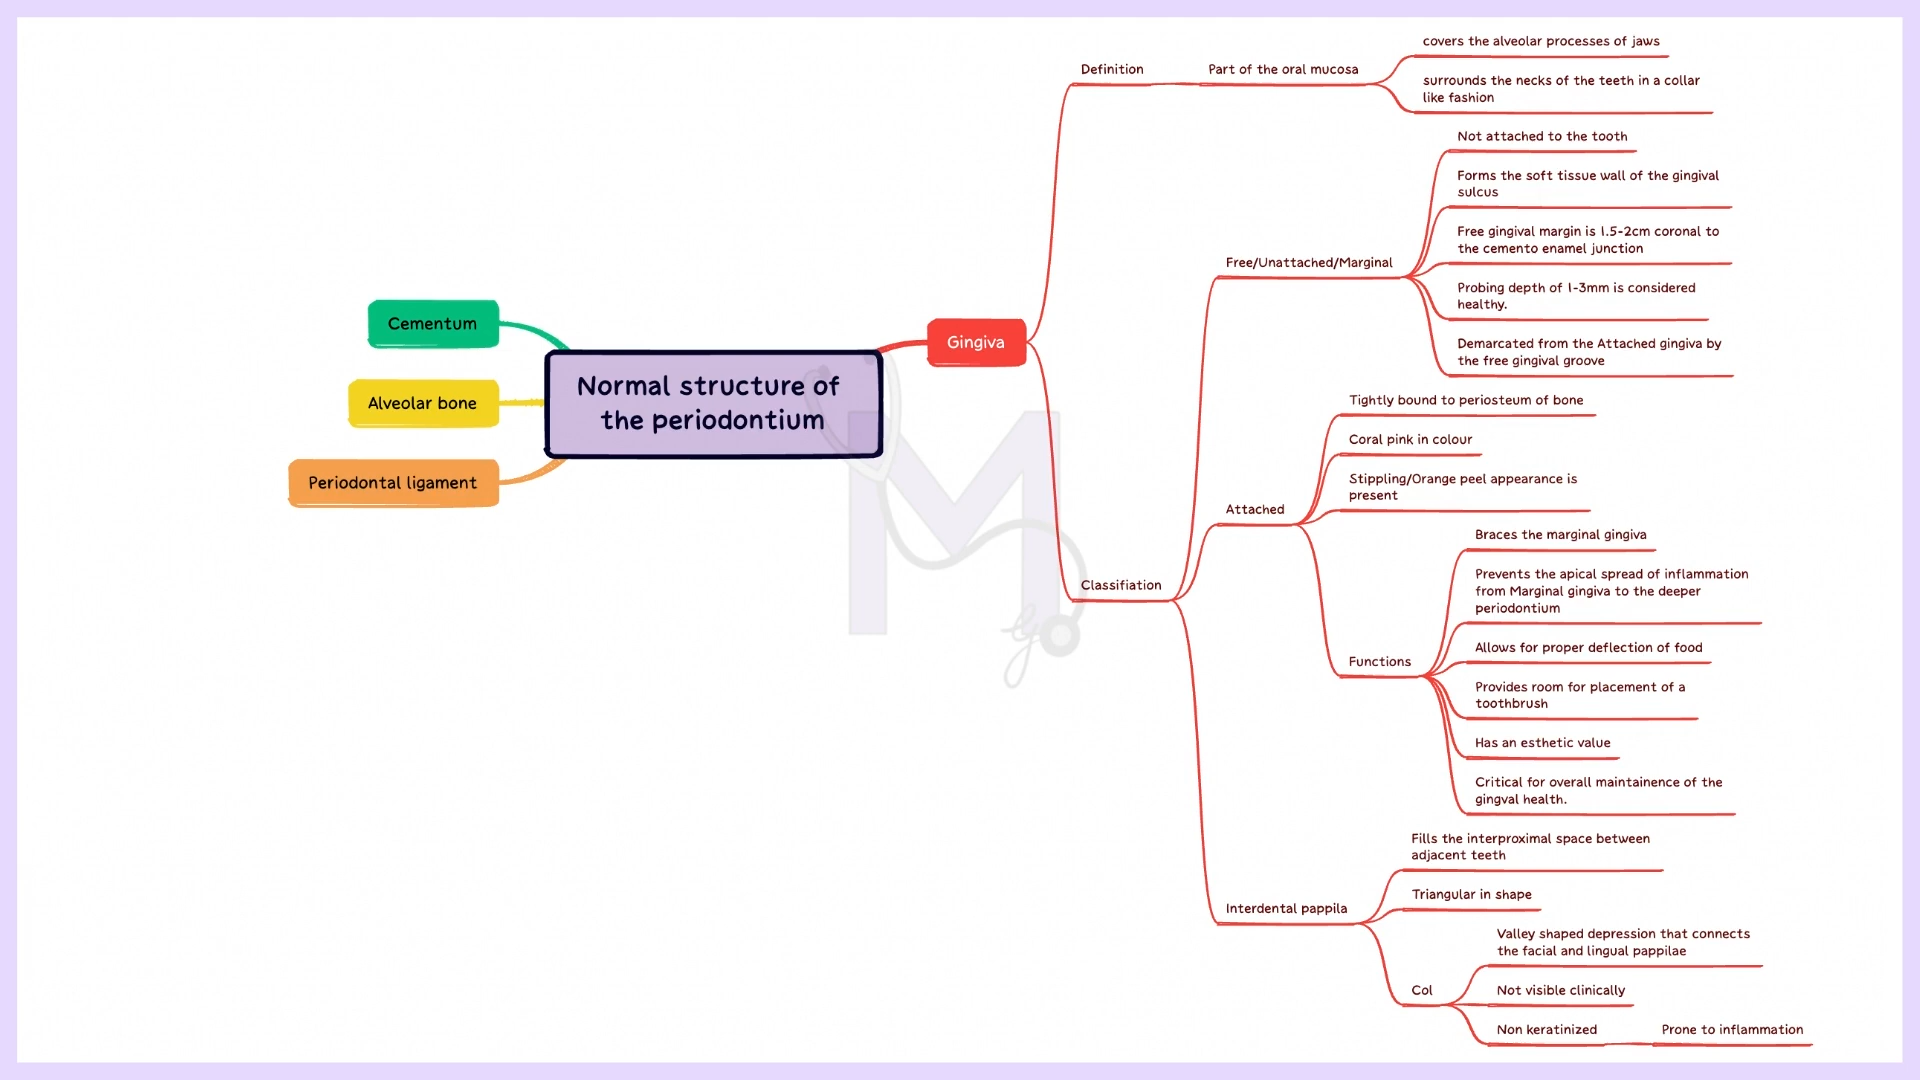 Normal structure of
the periodontium
Cementum
Alveolar bone
Periodontal ligament
Gingiva
Definition
Part of the oral mucosa
covers the alveolar processes of jaws
surrounds the necks of the teeth in a collar
like fashion
Classifiation
Free/Unattached/Marginal
Not attached to the tooth
Forms the soft tissue wall of the gingival
sulcus
Free gingival margin is 1.5-2cm coronal to
the cemento enamel junction
Probing depth of 1-3mm is considered
healthy.
Demarcated from the Attached gingiva by
the free gingival groove
Attached
Tightly bound to periosteum of bone
Coral pink in colour
Stippling/Orange peel appearance is
present
Functions
Braces the marginal gingiva
Prevents the apical spread of inflammation
from Marginal gingiva to the deeper
periodontium
Allows for proper deflection of food
Provides room for placement of a
toothbrush
Has an esthetic value
Critical for overall maintainence of the
gingval health.
Interdental pappila
Fills the interproximal space between
adjacent teeth
Triangular in shape
Col
Valley shaped depression that connects
the facial and lingual pappilae
Not visible clinically
Non keratinized
Prone to inflammation
M